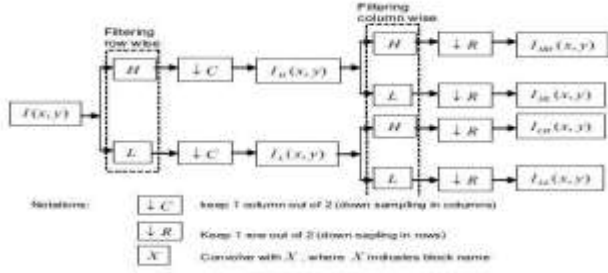 Filtering
row wise
Filtering
column wise
H
↓ R
I_HH (x, y)
H
↓ C
I_H (x, y)
L
↓ R
I_HL (x, y)
I(x, y)
H
↓ R
I_LH (x, y)
L
↓ C
I_L (x, y)
L
↓ R
I_LL (x, y)
Notations:
↓ C
keep 1 column out of 2 (down sampling in columns)
↓ R
Keep 1 row out of 2 (down sapling in rows)
X
Convolve with X, where X indicates block name